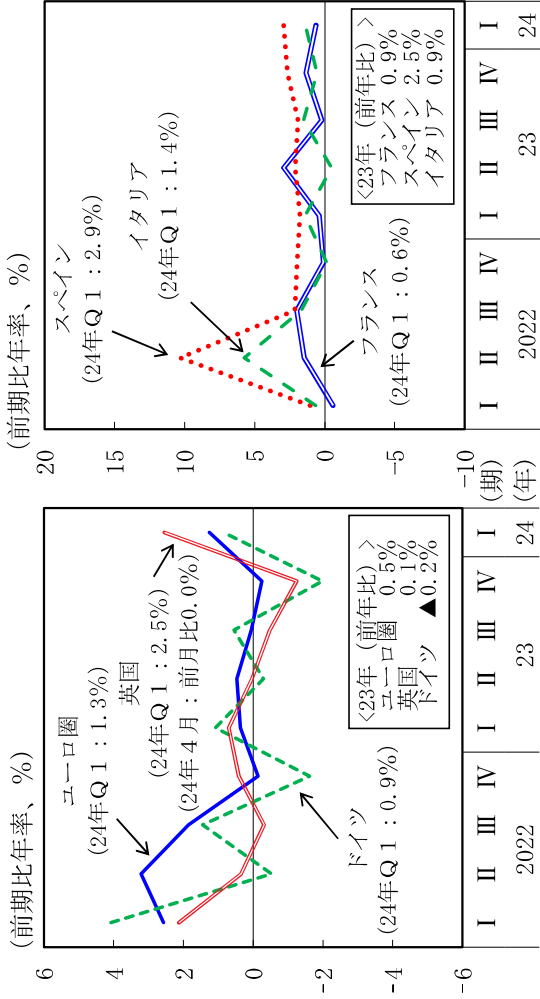 (前期比年率、%)
ユーロ圏
(24年Q1:1.3%)
英国
(24年Q1:2.5%)
(24年4月:前月比0.0%)
ドイツ
(24年Q1:0.9%)
<23年 (前年比) >
ユーロ圏 0.5%
英国 0.1%
ドイツ ▲0.2%
6
4
2
0
-2
-4
-6
I II III IV I II III IV I
2022 23 24
(前期比年率、%)
スペイン
(24年Q1:2.9%)
イタリア
(24年Q1:1.4%)
フランス
(24年Q1:0.6%)
<23年 (前年比) >
フランス 0.9%
スペイン 2.5%
イタリア 0.9%
20
15
10
5
0
-5
-10
I II III IV I II III IV I
(期)
2022 23 24
(年)